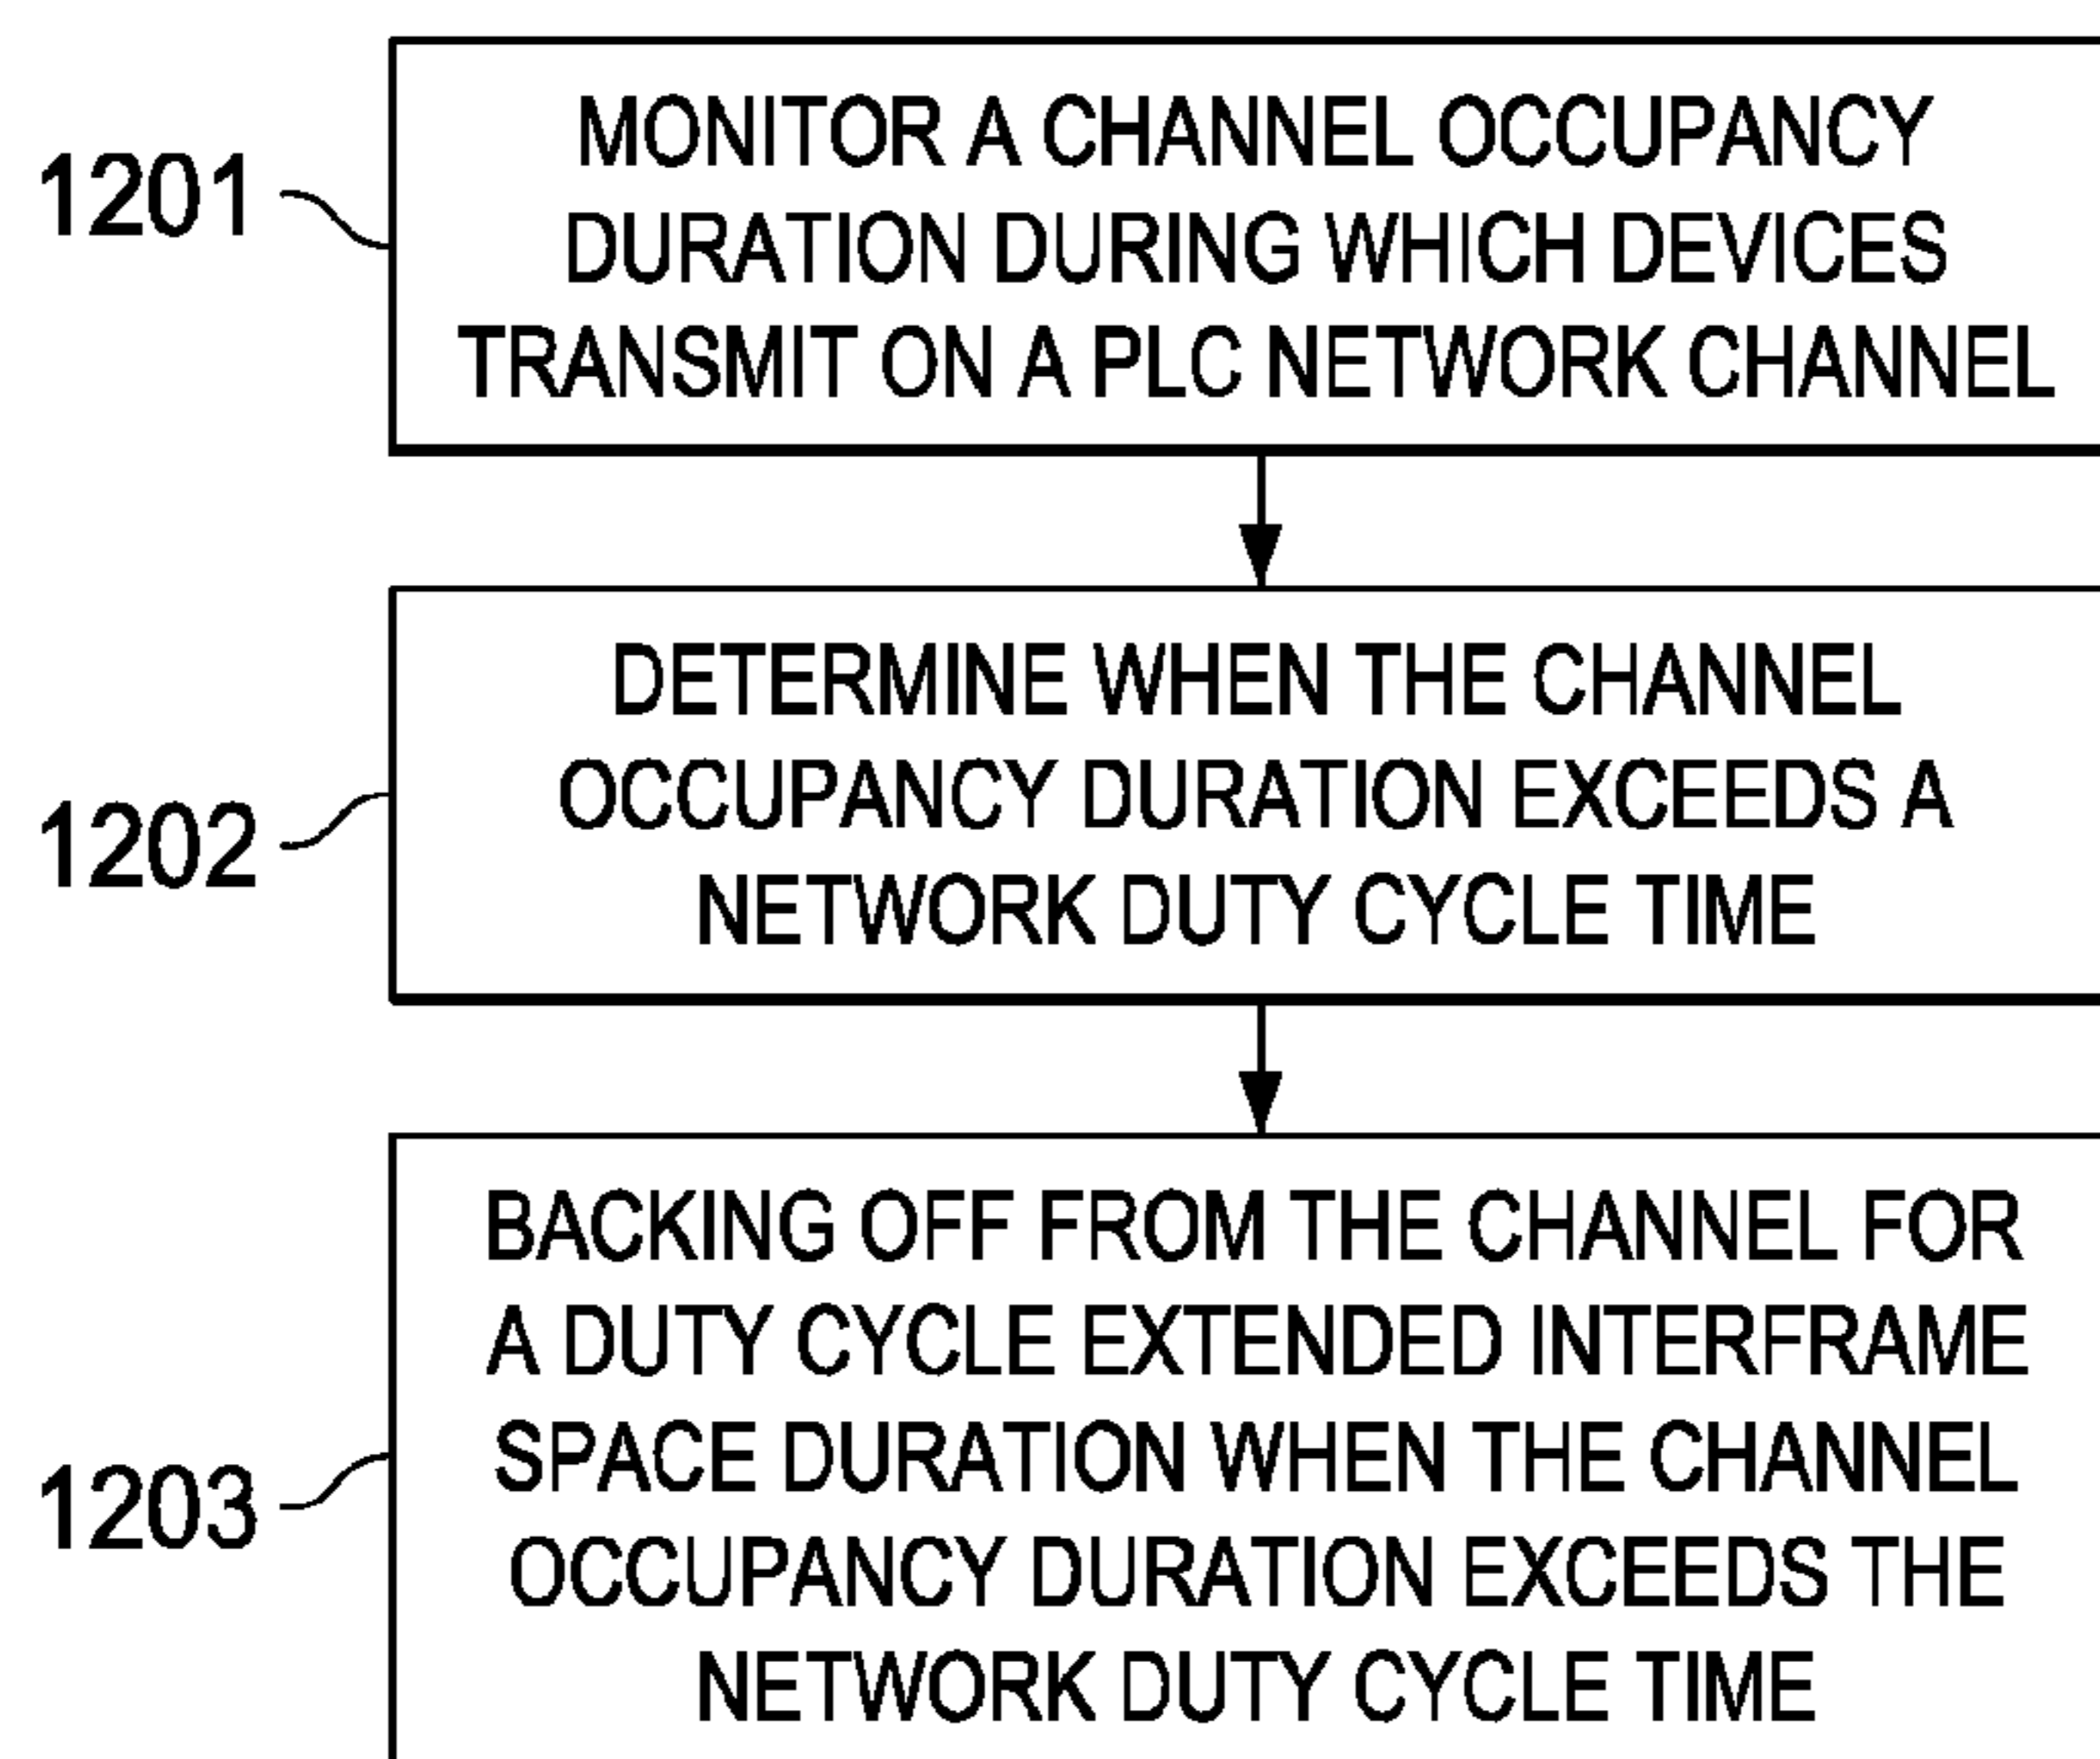 1201
MONITOR A CHANNEL OCCUPANCY
DURATION DURING WHICH DEVICES
TRANSMIT ON A PLC NETWORK CHANNEL
1202
DETERMINE WHEN THE CHANNEL
OCCUPANCY DURATION EXCEEDS A
NETWORK DUTY CYCLE TIME
1203
BACKING OFF FROM THE CHANNEL FOR
A DUTY CYCLE EXTENDED INTERFRAME
SPACE DURATION WHEN THE CHANNEL
OCCUPANCY DURATION EXCEEDS THE
NETWORK DUTY CYCLE TIME